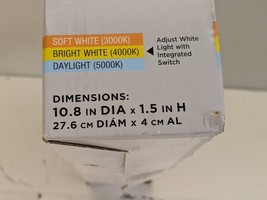 SOFT WHITE (3000K)
BRIGHT WHITE (4000K)
DAYLIGHT (5000K)
Adjust White
Light with
Integrated
Switch
DIMENSIONS:
10.8 IN DIA x 1.5 IN H
27.6 CM DIÁM x 4 CM AL